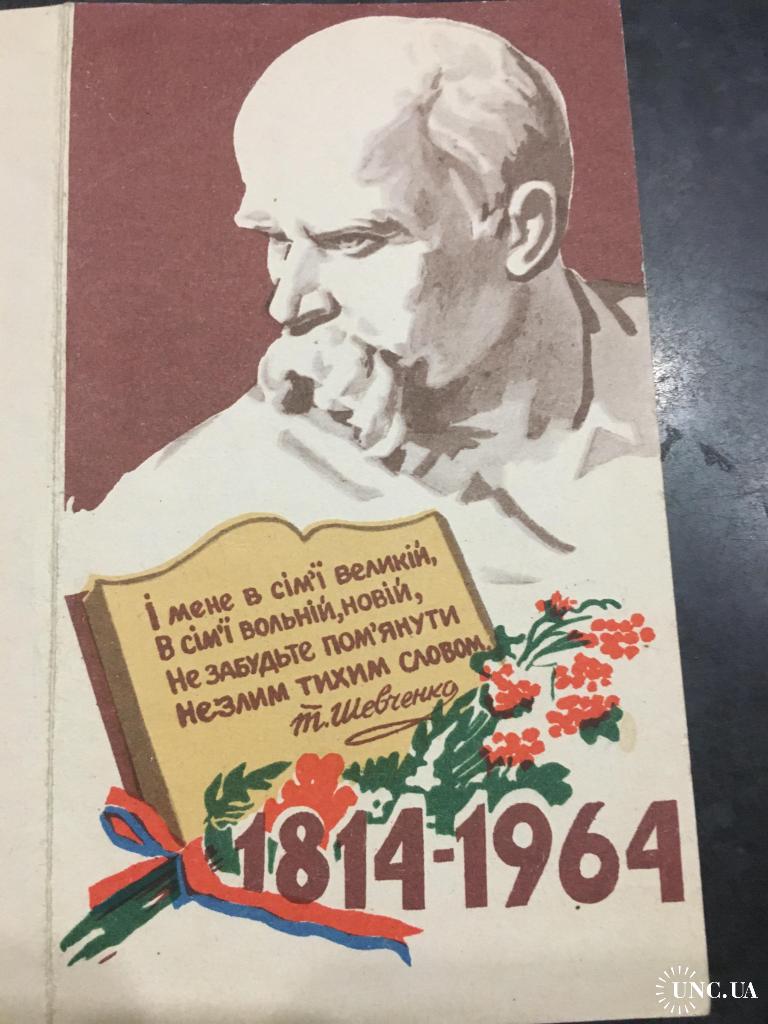 І мене в сім'ї великій,
В сім'ї вольній, новій,
Не забудьте пом'янути
Незлим тихим словом.
Т. Шевченко
1814-1964
UNC.UA